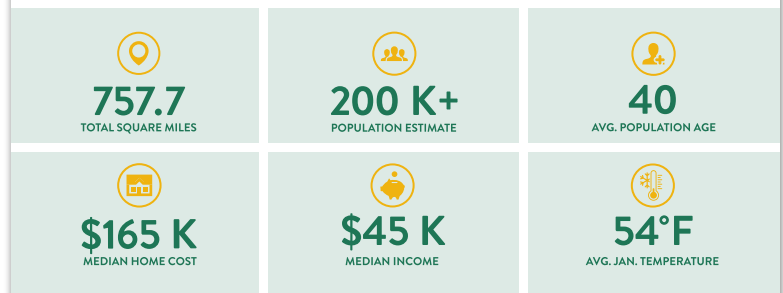 757.7
TOTAL SQUARE MILES
200 K+
POPULATION ESTIMATE
40
AVG. POPULATION AGE
$165 K
MEDIAN HOME COST
$45 K
MEDIAN INCOME
54°F
AVG. JAN. TEMPERATURE